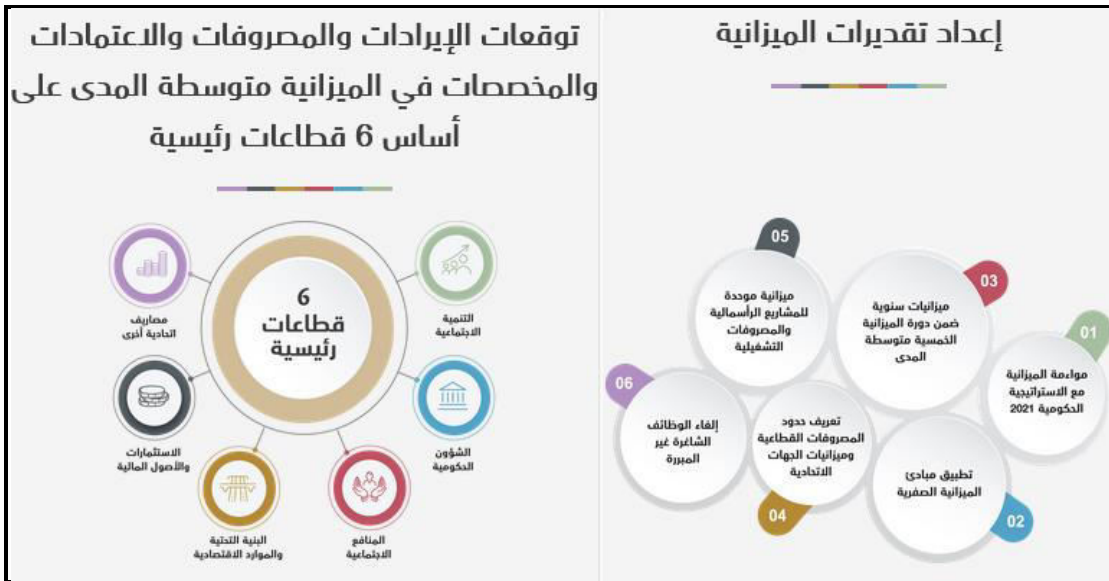 إعداد تقديرات الميزانية
01
مواءمة الميزانية
مع الاستراتيجية
الحكومية 2021
02
تطبيق مبادئ
الميزانية الصفرية
03
ميزانيات سنوية
ضمن دورة الميزانية
الخمسية متوسطة
المدى
04
تعريف حدود
المصروفات القطاعية
وميزانيات الجهات
الاتحادية
05
ميزانية موحدة
للمشاريع الرأسمالية
والمصروفات
التشغيلية
06
إلغاء الوظائف
الشاغرة غير
المبررة
توقعات الإيرادات والمصروفات والاعتمادات
والمخصصات في الميزانية متوسطة المدى على
أساس 6 قطاعات رئيسية
6
قطاعات
رئيسية
التنمية
الاجتماعية
الشؤون
الحكومية
المنافع
الاجتماعية
البنية التحتية
والموارد الاقتصادية
الاستثمارات
والأصول المالية
مصاريف
اتحادية أخرى